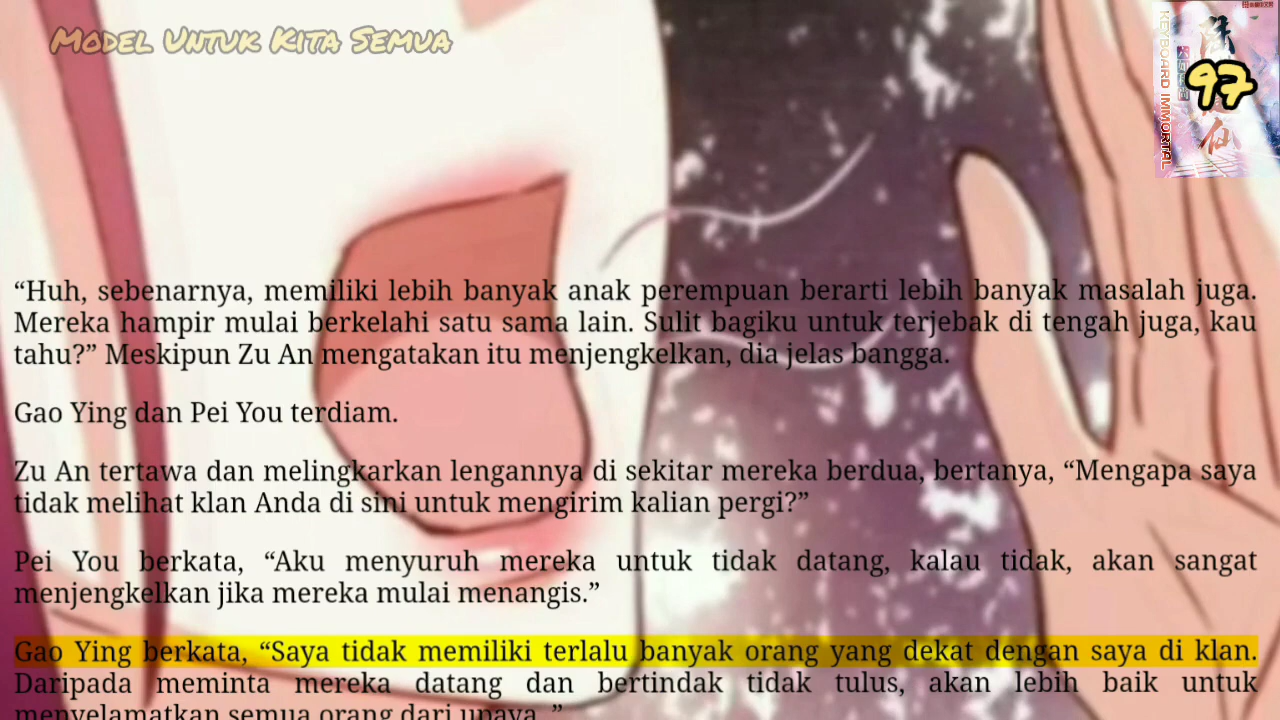 Model Untuk Kita Semua
97
KEYBOARD IMMORTAL
“Huh, sebenarnya, memiliki lebih banyak anak perempuan berarti lebih banyak masalah juga.
Mereka hampir mulai berkelahi satu sama lain. Sulit bagiku untuk terjebak di tengah juga, kau
tahu?” Meskipun Zu An mengatakan itu menjengkelkan, dia jelas bangga.
Gao Ying dan Pei You terdiam.
Zu An tertawa dan melingkarkan lengannya di sekitar mereka berdua, bertanya, “Mengapa saya
tidak melihat klan Anda di sini untuk mengirim kalian pergi?”
Pei You berkata, “Aku menyuruh mereka untuk tidak datang, kalau tidak, akan sangat
menjengkelkan jika mereka mulai menangis.”
Gao Ying berkata, “Saya tidak memiliki terlalu banyak orang yang dekat dengan saya di klan.
Daripada meminta mereka datang dan bertindak tidak tulus, akan lebih baik untuk
menyelamatkan semua orang dari upaya. ”